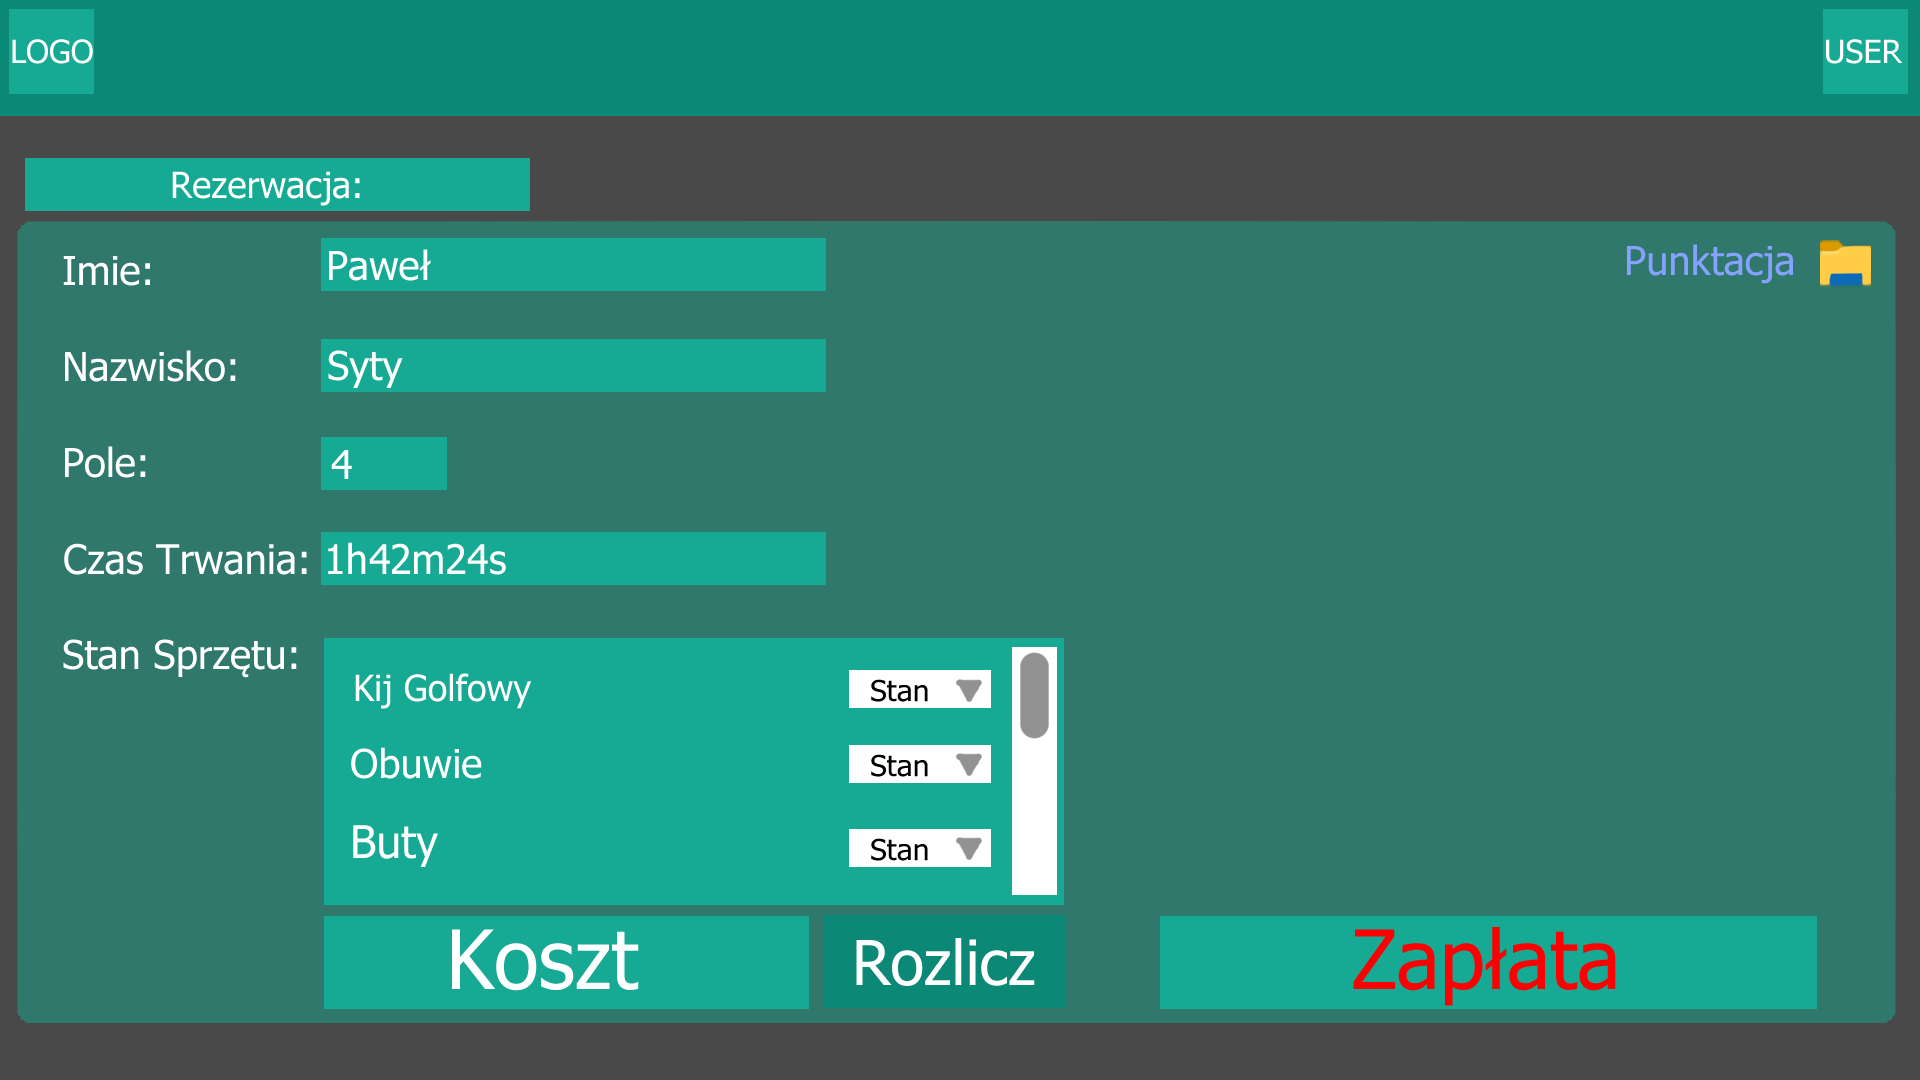 LOGO
USER
Rezerwacja:
Imie:
Paweł
Punktacja
Nazwisko:
Syty
Pole:
4
Czas Trwania:
1h42m24s
Stan Sprzętu:
Kij Golfowy
Stan
Obuwie
Stan
Buty
Stan
Koszt
Rozlicz
Zapłata